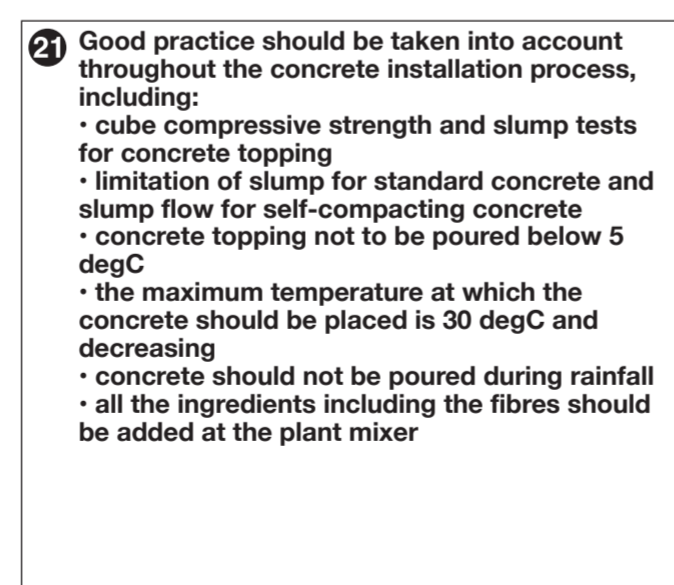 21 Good practice should be taken into account
throughout the concrete installation process,
including:
• cube compressive strength and slump tests
for concrete topping
• limitation of slump for standard concrete and
slump flow for self-compacting concrete
• concrete topping not to be poured below 5
degC
• the maximum temperature at which the
concrete should be placed is 30 degC and
decreasing
• concrete should not be poured during rainfall
• all the ingredients including the fibres should
be added at the plant mixer